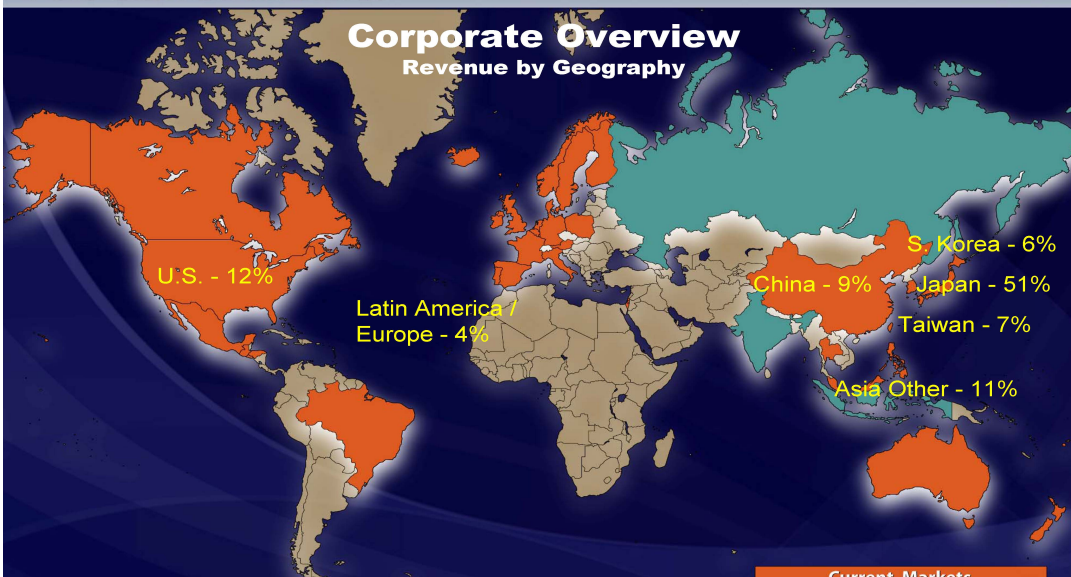 Corporate Overview
Revenue by Geography
S. Korea - 6%
U.S. - 12%
China - 9%
Japan - 51%
Latin America /
Europe - 4%
Taiwan - 7%
Asia Other - 11%
Current Markets